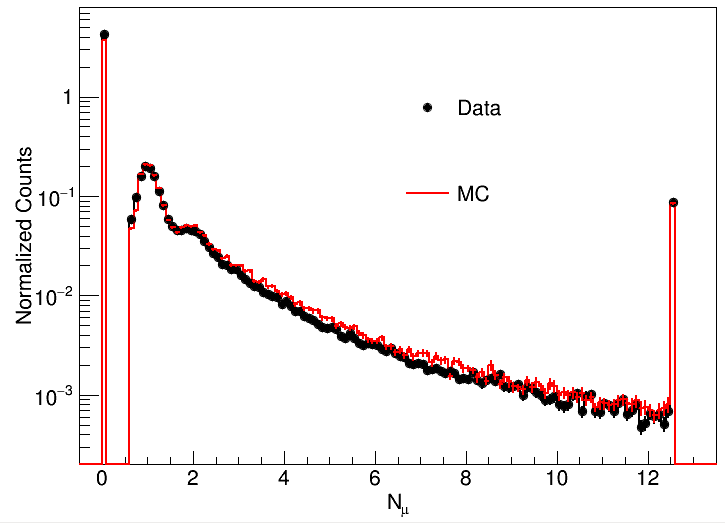 Data
MC
Normalized Counts
1
10⁻¹
10⁻²
10⁻³
0 2 4 6 8 10 12
Nμ